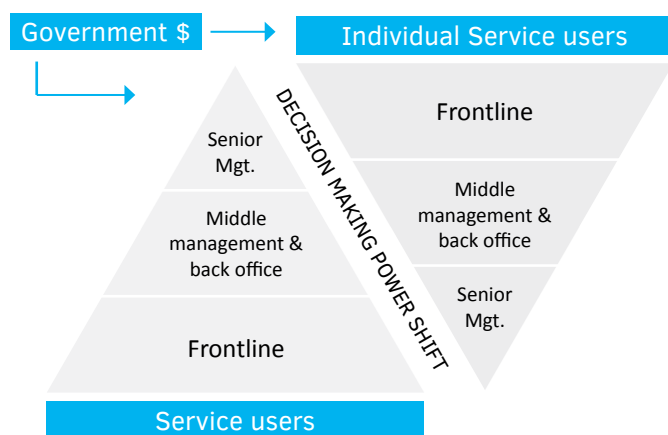 Government $
Individual Service users
Senior
Mgt.
Middle
management &
back office
Frontline
Service users
DECISION MAKING POWER SHIFT
Frontline
Middle
management &
back office
Senior
Mgt.